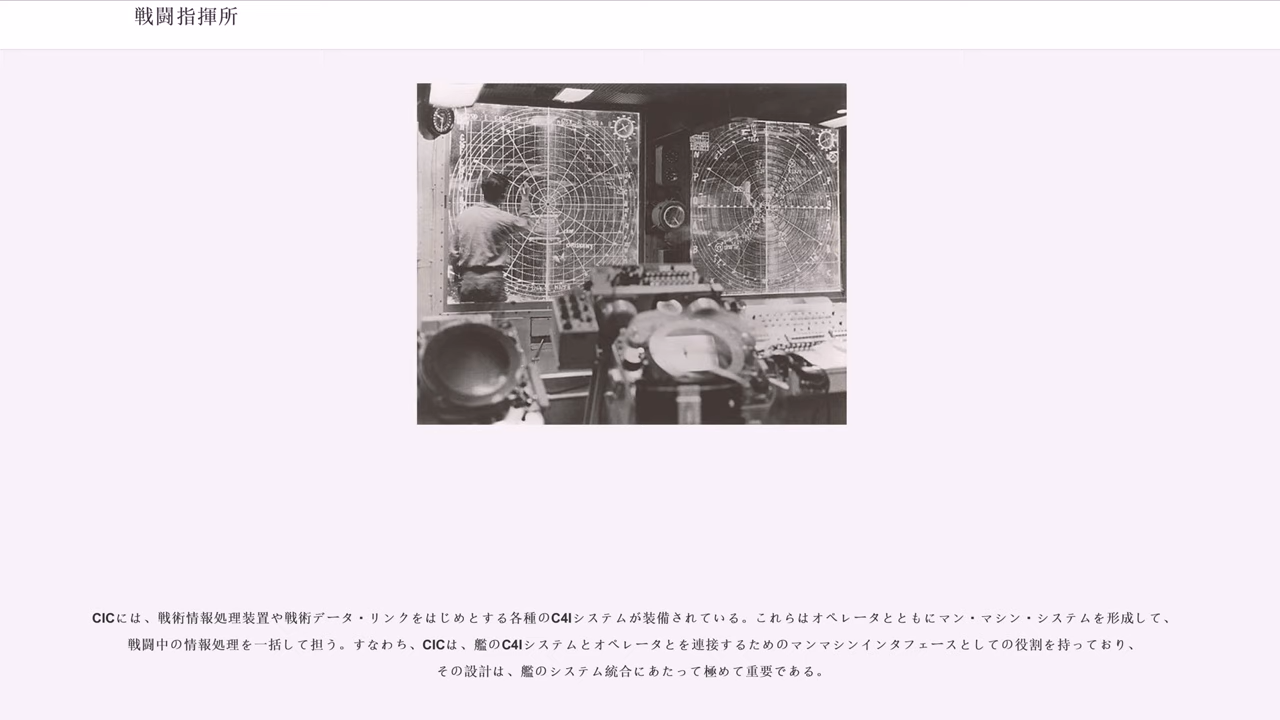 戦闘指揮所
CICには、戦術情報処理装置や戦術データ・リンクをはじめとする各種のC4Iシステムが装備されている。これらはオペレータとともにマン・マシン・システムを形成して、
戦闘中の情報処理を一括して担う。すなわち、CICは、艦のC4Iシステムとオペレータとを連接するためのマンマシンインタフェースとしての役割を持っており、
その設計は、艦のシステム統合にあたって極めて重要である。